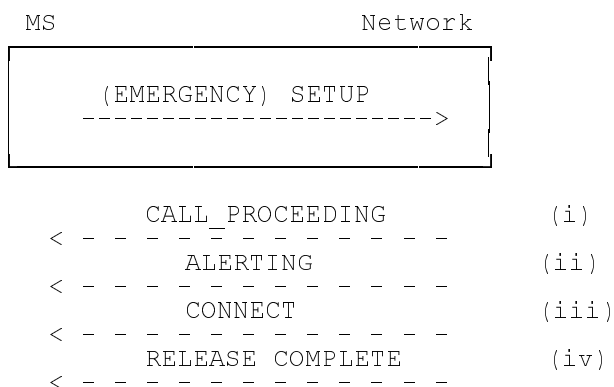 MS Network
(EMERGENCY) SETUP
CALL_PROCEEDING (i)
ALERTING (ii)
CONNECT (iii)
RELEASE COMPLETE (iv)